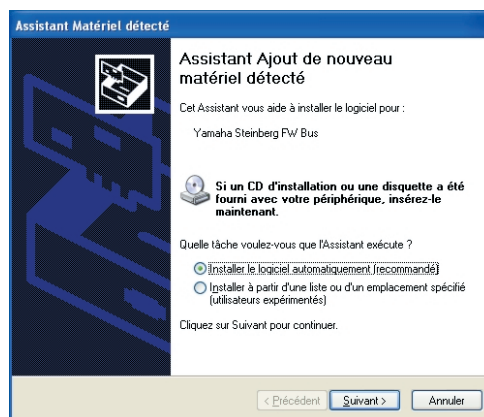 Assistant Matériel détecté
Assistant Ajout de nouveau
matériel détecté
Cet Assistant vous aide à installer le logiciel pour :
Yamaha Steinberg FW Bus
Si un CD d'installation ou une disquette a été
fourni avec votre périphérique, insérez-le
maintenant.
Quelle tâche voulez-vous que l'Assistant exécute ?
Installer le logiciel automatiquement (recommandé)
Installer à partir d'une liste ou d'un emplacement spécifié
(utilisateurs expérimentés)
Cliquez sur Suivant pour continuer.
< Précédent Suivant > Annuler